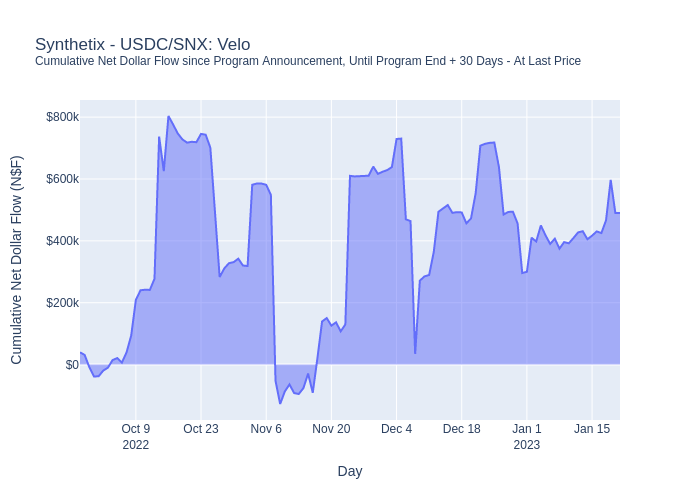 Synthetix - USDC/SNX: Velo
Cumulative Net Dollar Flow since Program Announcement, Until Program End + 30 Days - At Last Price
Cumulative Net Dollar Flow (N$F)
$800k
$600k
$400k
$200k
$0
Oct 9
2022
Oct 23
Nov 6
Nov 20
Dec 4
Dec 18
Jan 1
2023
Jan 15
Day